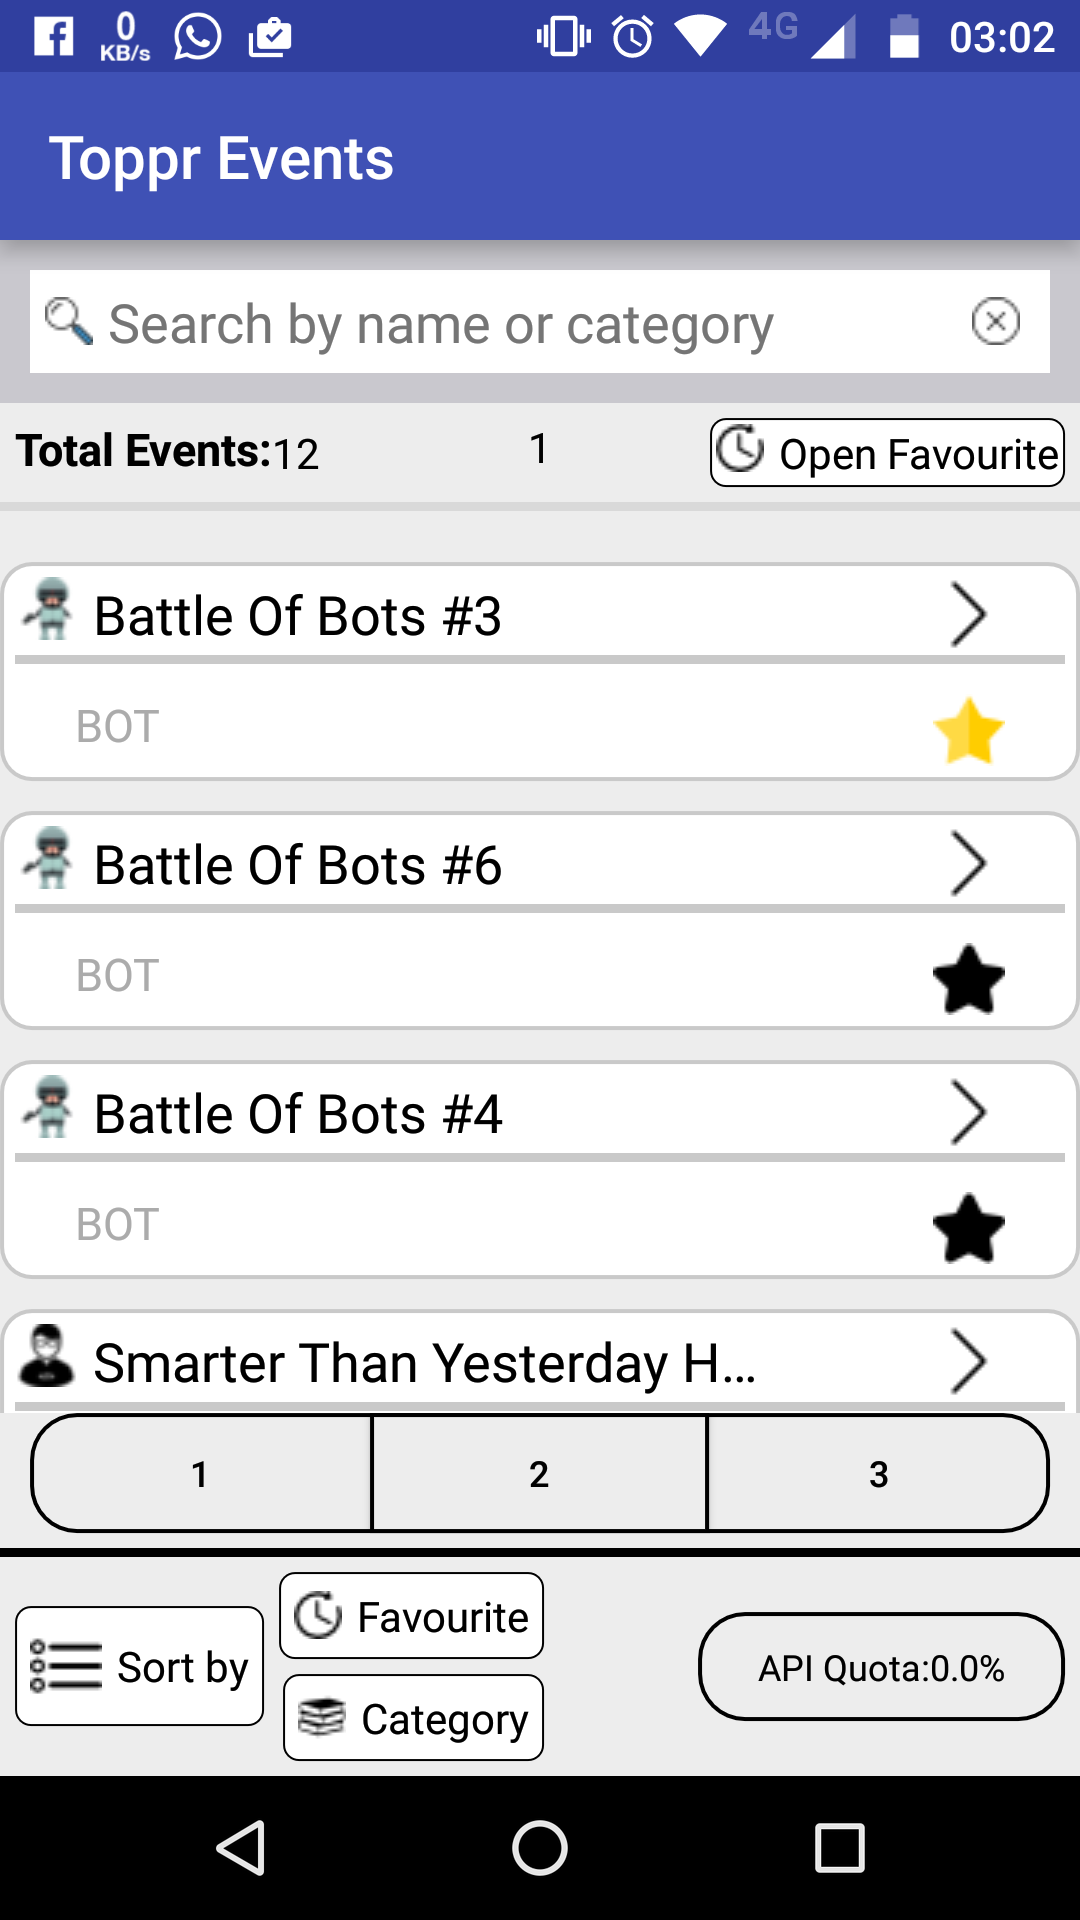 0
KB/s
4G
03:02
Toppr Events
Search by name or category
Total Events:12
1
Open Favourite
Battle Of Bots #3
BOT
Battle Of Bots #6
BOT
Battle Of Bots #4
BOT
Smarter Than Yesterday H...
1 2 3
Sort by
Favourite
Category
API Quota:0.0%